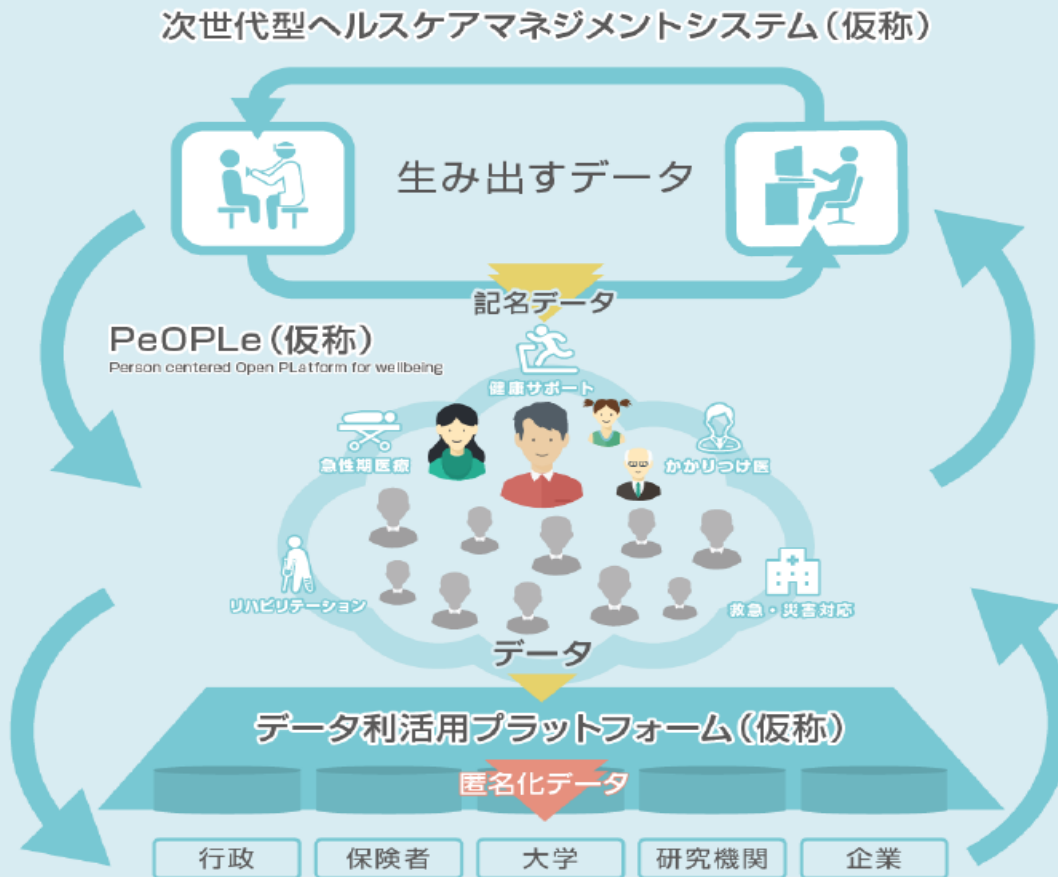 次世代型ヘルスケアマネジメントシステム(仮称)
生み出すデータ
記名データ
PeOPLe(仮称)
Person centered Open PLatform for wellbeing
健康サポート
急性期医療
かかりつけ医
リハビリテーション
救急・災害対応
データ
データ利活用プラットフォーム(仮称)
匿名化データ
行政
保険者
大学
研究機関
企業